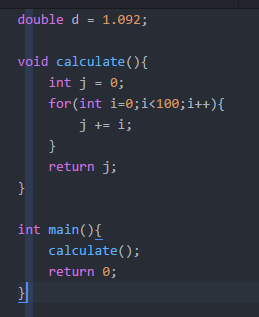 double d = 1.092;

void calculate(){
    int j = 0;
    for(int i=0;i<100;i++){
        j += i;
    }
    return j;
}

int main(){
    calculate();
    return 0;
}